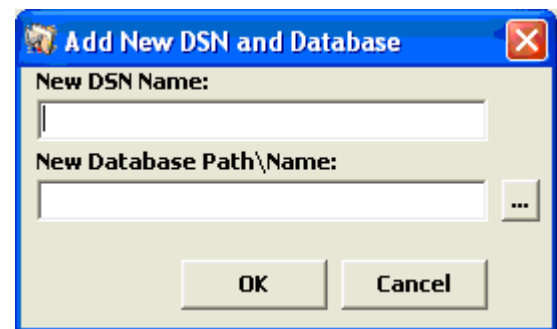 Add New DSN and Database
New DSN Name:
New Database Path\Name:
...
OK Cancel